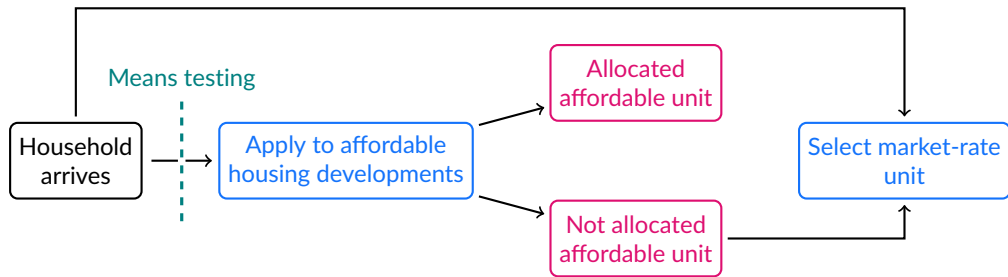 Means testing
Household
arrives
Apply to affordable
housing developments
Allocated
affordable unit
Not allocated
affordable unit
Select market-rate
unit